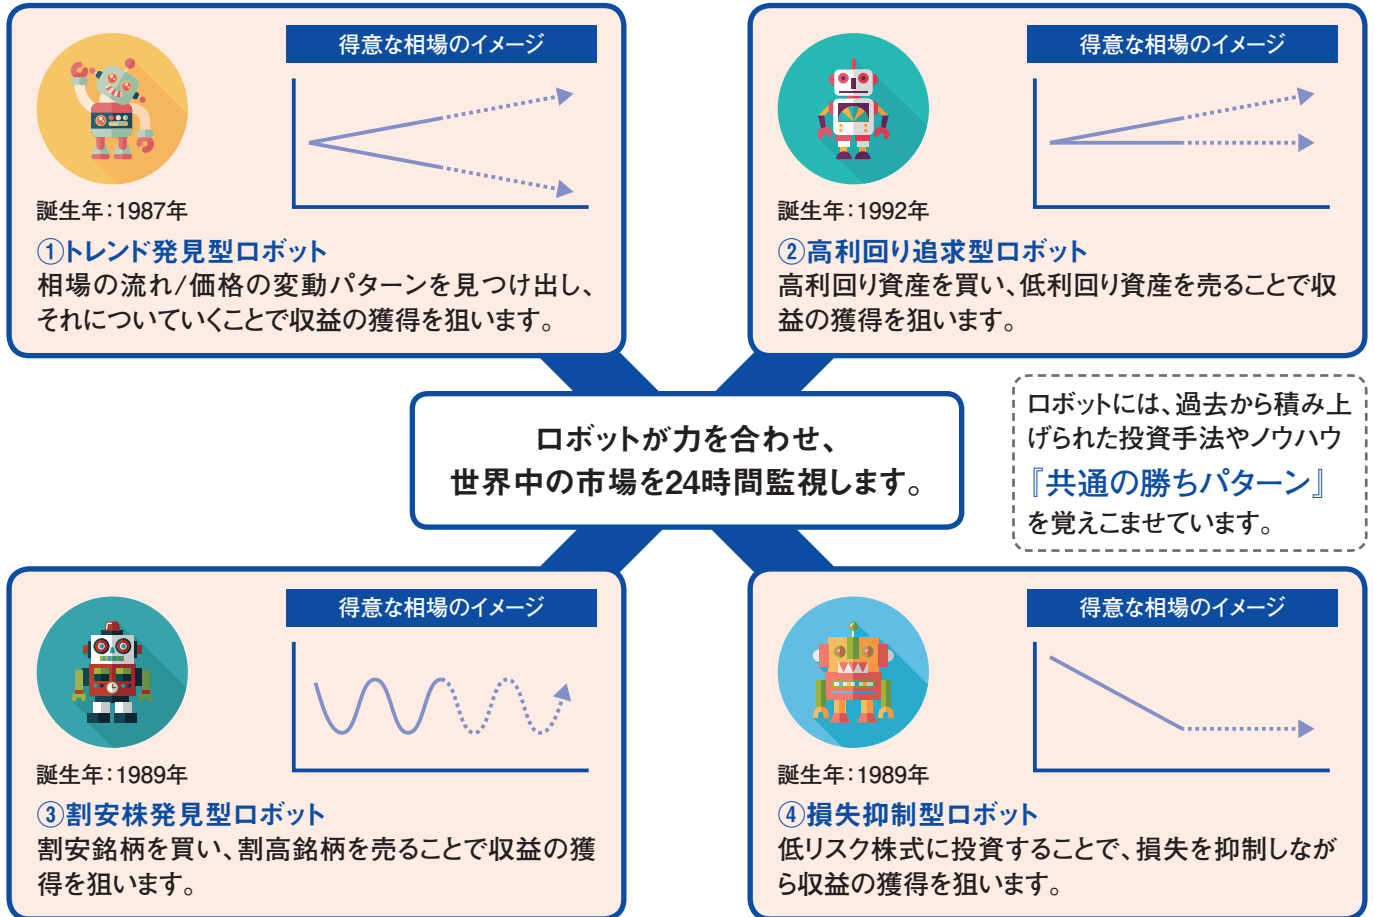 得意な相場のイメージ
誕生年：1987年
①トレンド発見型ロボット
相場の流れ/価格の変動パターンを見つけ出し、
それについていくことで収益の獲得を狙います。
得意な相場のイメージ
誕生年：1992年
②高利回り追求型ロボット
高利回り資産を買い、低利回り資産を売ることで収
益の獲得を狙います。
ロボットが力を合わせ、
世界中の市場を24時間監視します。
ロボットには、過去から積み上
げられた投資手法やノウハウ
『共通の勝ちパターン』
を覚えこませています。
得意な相場のイメージ
誕生年：1989年
③割安株発見型ロボット
割安銘柄を買い、割高銘柄を売ることで収益の獲
得を狙います。
得意な相場のイメージ
誕生年：1989年
④損失抑制型ロボット
低リスク株式に投資することで、損失を抑制しなが
ら収益の獲得を狙います。